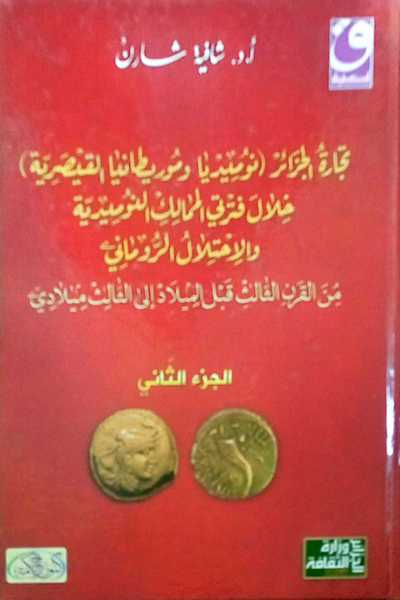 أ.د. شافية شارن
تجارة الجزائر (نوميديا وموريطانيا القيصرية)
خلال فترتي الممالك النوميدية
والاحتلال الروماني
من القرن الثالث قبل الميلاد إلى الثالث ميلادي
الجزء الثاني
وزارة
الثقافة